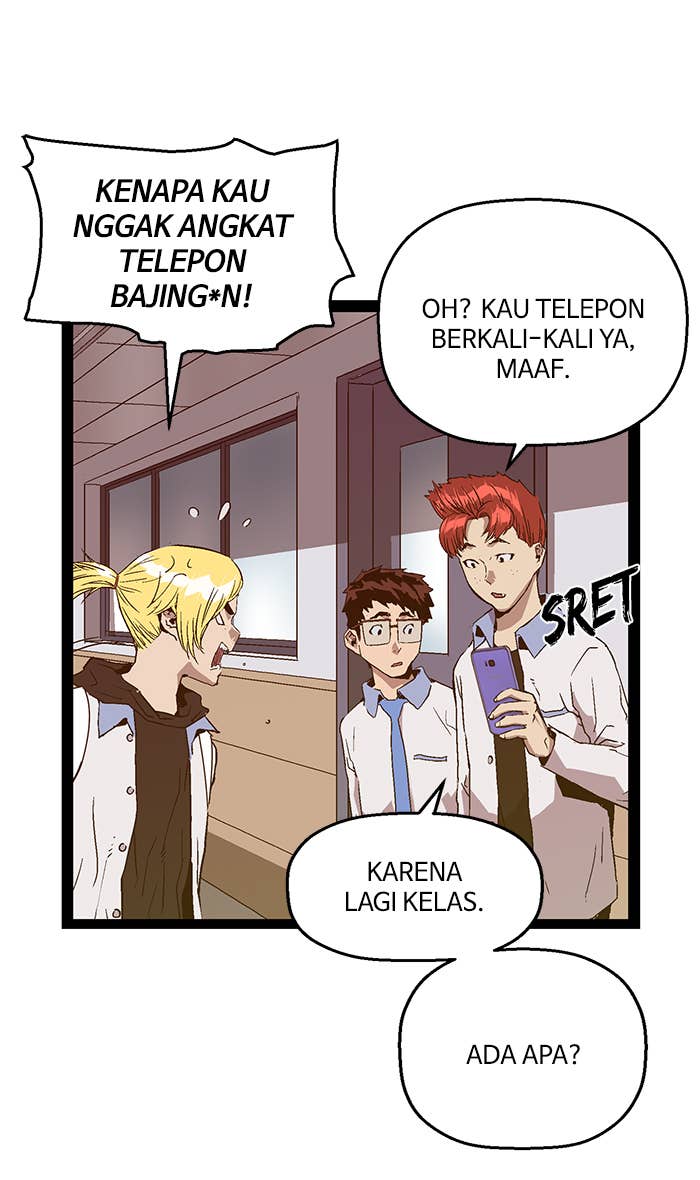 KENAPA KAU
NGGAK ANGKAT
TELEPON
BAJING*N!
OH? KAU TELEPON
BERKALI-KALI YA,
MAAF.
SRET
KARENA
LAGI KELAS.
ADA APA?